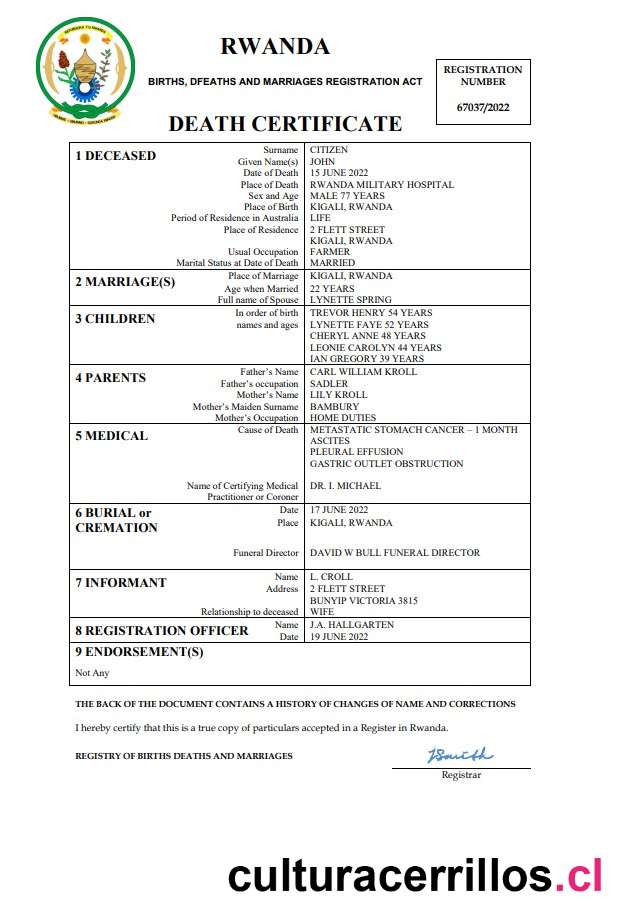 REPUBULIKA Y'U RWANDA
RWANDA
BIRTHS, DFEATHS AND MARRIAGES REGISTRATION ACT
REGISTRATION
NUMBER
67037/2022
DEATH CERTIFICATE
1 DECEASED
Surname CITIZEN
Given Name(s) JOHN
Date of Death 15 JUNE 2022
Place of Death RWANDA MILITARY HOSPITAL
Sex and Age MALE 77 YEARS
Place of Birth KIGALI, RWANDA
Period of Residence in Australia LIFE
Place of Residence 2 FLETT STREET
KIGALI, RWANDA
Usual Occupation FARMER
Marital Status at Date of Death MARRIED
2 MARRIAGE(S)
Place of Marriage KIGALI, RWANDA
Age when Married 22 YEARS
Full name of Spouse LYNETTE SPRING
3 CHILDREN
In order of birth TREVOR HENRY 54 YEARS
names and ages LYNETTE FAYE 52 YEARS
CHERYL ANNE 48 YEARS
LEONIE CAROLYN 44 YEARS
IAN GREGORY 39 YEARS
4 PARENTS
Father's Name CARL WILLIAM KROLL
Father's occupation SADLER
Mother's Name LILY KROLL
Mother's Maiden Surname BAMBURY
Mother's Occupation HOME DUTIES
5 MEDICAL
Cause of Death METASTATIC STOMACH CANCER – 1 MONTH
ASCITES
PLEURAL EFFUSION
GASTRIC OUTLET OBSTRUCTION
Name of Certifying Medical DR. I. MICHAEL
Practitioner or Coroner
6 BURIAL or
CREMATION
Date 17 JUNE 2022
Place KIGALI, RWANDA
Funeral Director DAVID W BULL FUNERAL DIRECTOR
7 INFORMANT
Name L. CROLL
Address 2 FLETT STREET
BUNYIP VICTORIA 3815
Relationship to deceased WIFE
8 REGISTRATION OFFICER
Name J.A. HALLGARTEN
Date 19 JUNE 2022
9 ENDORSEMENT(S)
Not Any
THE BACK OF THE DOCUMENT CONTAINS A HISTORY OF CHANGES OF NAME AND CORRECTIONS
I hereby certify that this is a true copy of particulars accepted in a Register in Rwanda.
REGISTRY OF BIRTHS DEATHS AND MARRIAGES
JSmith
Registrar
culturacerrillos.cl